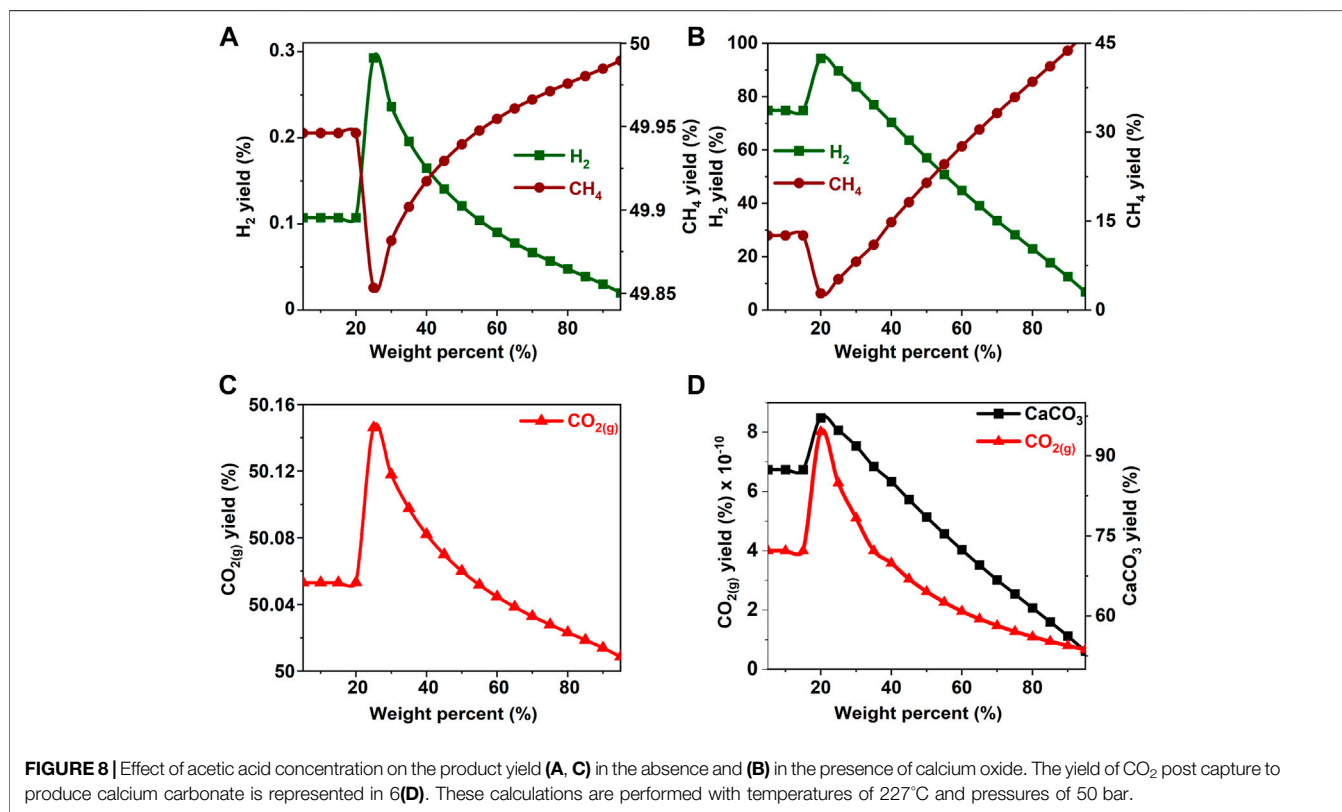 A
0.3
0.2
0.1
0
H2 yield (%)
50
49.95
49.9
49.85
CH4 yield (%)
H2
CH4
20
40
60
80
Weight percent (%)
B
100
80
60
40
20
0
H2 yield (%)
45
30
15
0
CH4 yield (%)
H2
CH4
20
40
60
80
Weight percent (%)
C
50.16
50.12
50.08
50.04
50
CO2(g) yield (%)
CO2(g)
20
40
60
80
Weight percent (%)
D
8
6
4
2
0
CO2(g) yield (%) x 10-10
90
75
60
CaCO3 yield (%)
CaCO3
CO2(g)
20
40
60
80
Weight percent (%)
FIGURE 8 | Effect of acetic acid concentration on the product yield (A, C) in the absence and (B) in the presence of calcium oxide. The yield of CO2 post capture to
produce calcium carbonate is represented in 6(D). These calculations are performed with temperatures of 227°C and pressures of 50 bar.